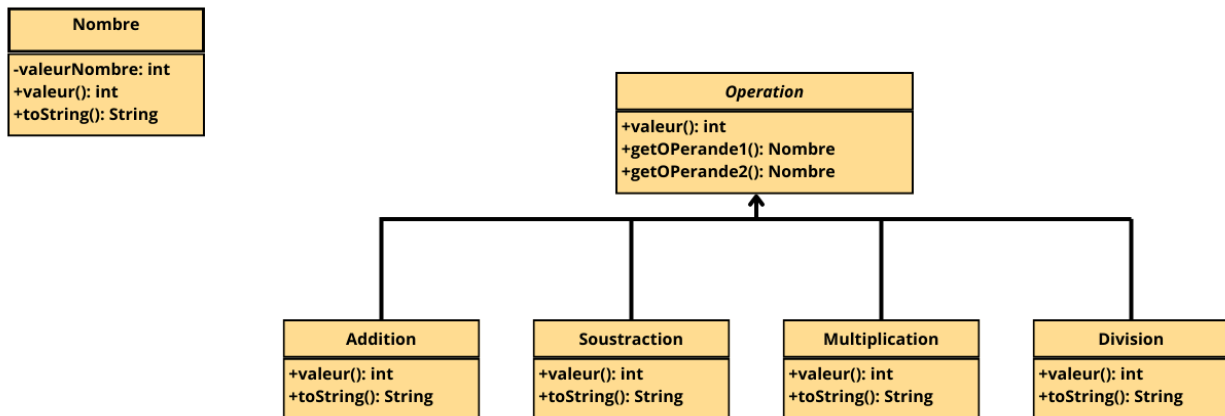 Nombre
-valeurNombre: int
+valeur(): int
+toString(): String
Operation
+valeur(): int
+getOPerande1(): Nombre
+getOPerande2(): Nombre
Addition
+valeur(): int
+toString(): String
Soustraction
+valeur(): int
+toString(): String
Multiplication
+valeur(): int
+toString(): String
Division
+valeur(): int
+toString(): String